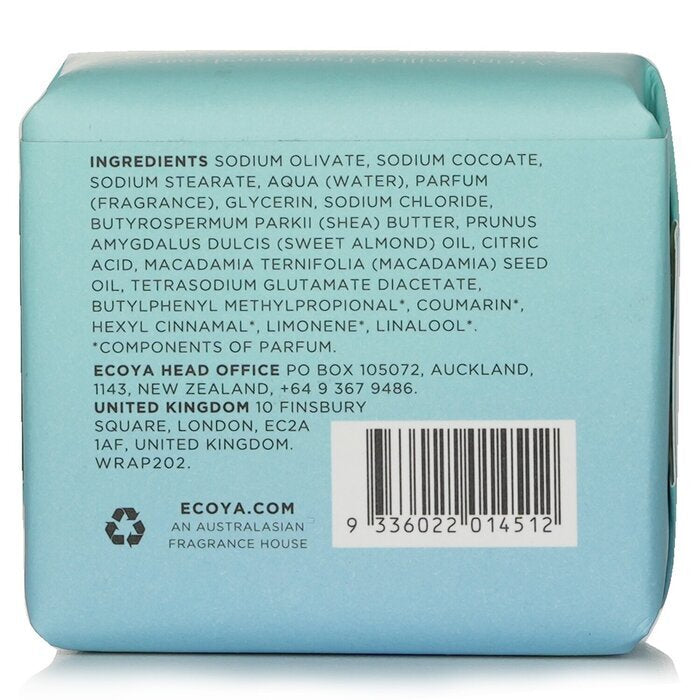 INGREDIENTS SODIUM OLIVATE, SODIUM COCOATE,
SODIUM STEARATE, AQUA (WATER), PARFUM
(FRAGRANCE), GLYCERIN, SODIUM CHLORIDE,
BUTYROSPERMUM PARKII (SHEA) BUTTER, PRUNUS
AMYGDALUS DULCIS (SWEET ALMOND) OIL, CITRIC
ACID, MACADAMIA TERNIFOLIA (MACADAMIA) SEED
OIL, TETRASODIUM GLUTAMATE DIACETATE,
BUTYLPHENYL METHYLPROPIONAL*, COUMARIN*,
HEXYL CINNAMAL*, LIMONENE*, LINALOOL*.
*COMPONENTS OF PARFUM.
ECOYA HEAD OFFICE PO BOX 105072, AUCKLAND,
1143, NEW ZEALAND, +64 9 367 9486.
UNITED KINGDOM 10 FINSBURY
SQUARE, LONDON, EC2A
1AF, UNITED KINGDOM.
WRAP202.
ECOYA.COM
AN AUSTRALASIAN
FRAGRANCE HOUSE
9 336022 014512